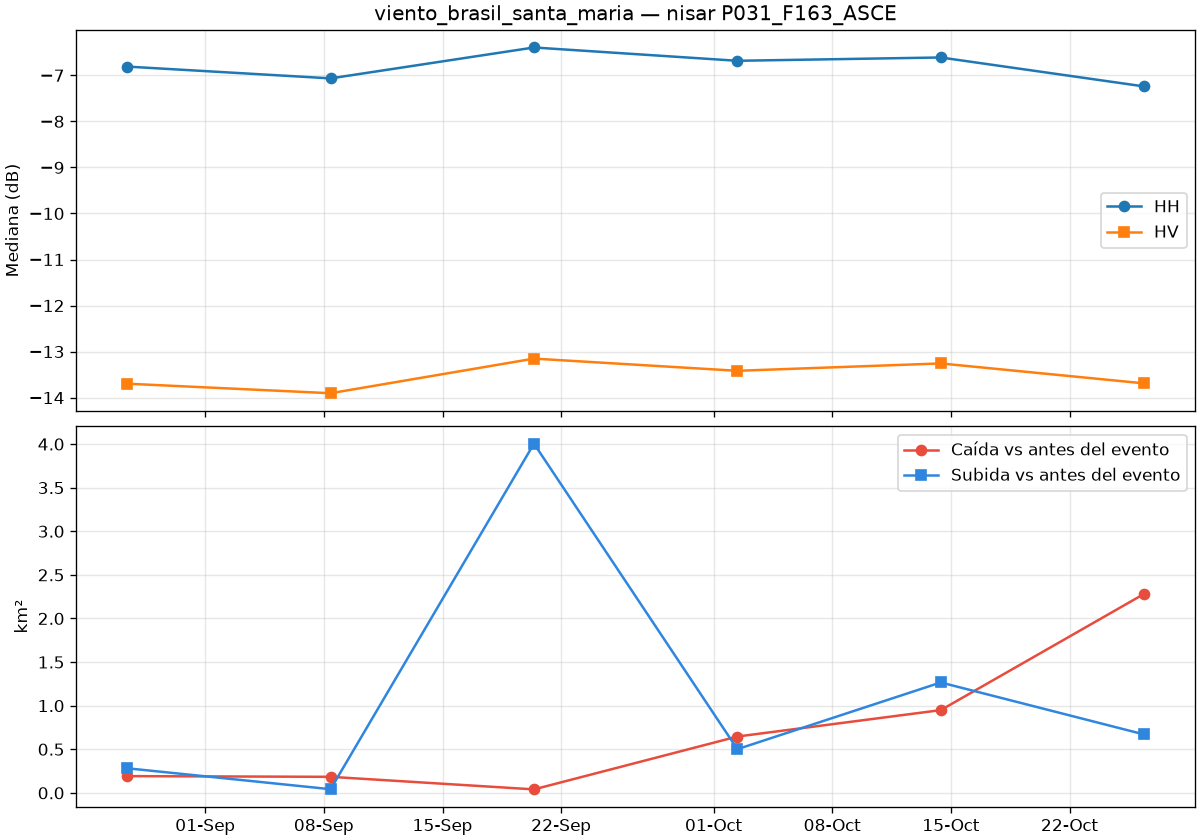 viento_brasil_santa_maria — nisar P031_F163_ASCE
Mediana (dB)
−7
−8
−9
−10
−11
−12
−13
−14
HH
HV
km²
4.0
3.5
3.0
2.5
2.0
1.5
1.0
0.5
0.0
Caída vs antes del evento
Subida vs antes del evento
01-Sep 08-Sep 15-Sep 22-Sep 01-Oct 08-Oct 15-Oct 22-Oct